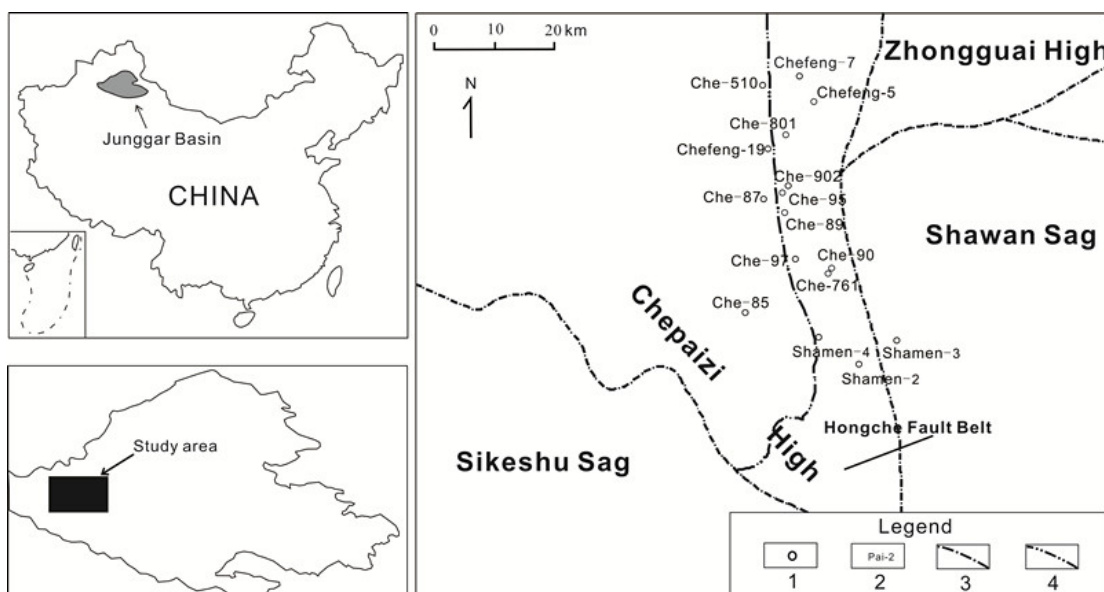 Junggar Basin
CHINA
Study area
0 10 20 km
N
Zhongguai High
Chefeng-7
Che-510
Chefeng-5
Che-801
Chefeng-19
Che-902
Che-87
Che-95
Che-89
Shawan Sag
Che-97
Che-90
Che-761
Che-85
Chepaizi
High
Shamen-4
Shamen-3
Shamen-2
Hongche Fault Belt
Sikeshu Sag
Legend
Pai-2
1 2 3 4